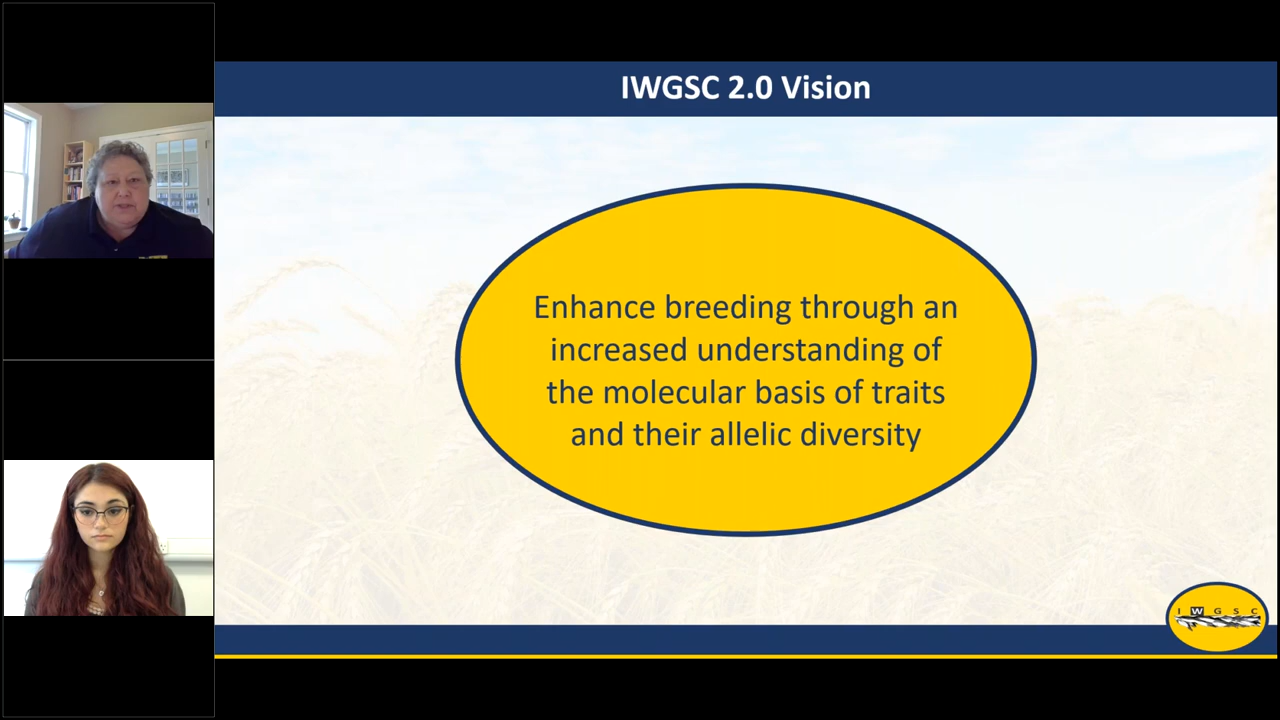 IWGSC 2.0 Vision
Enhance breeding through an
increased understanding of
the molecular basis of traits
and their allelic diversity
I W G S C